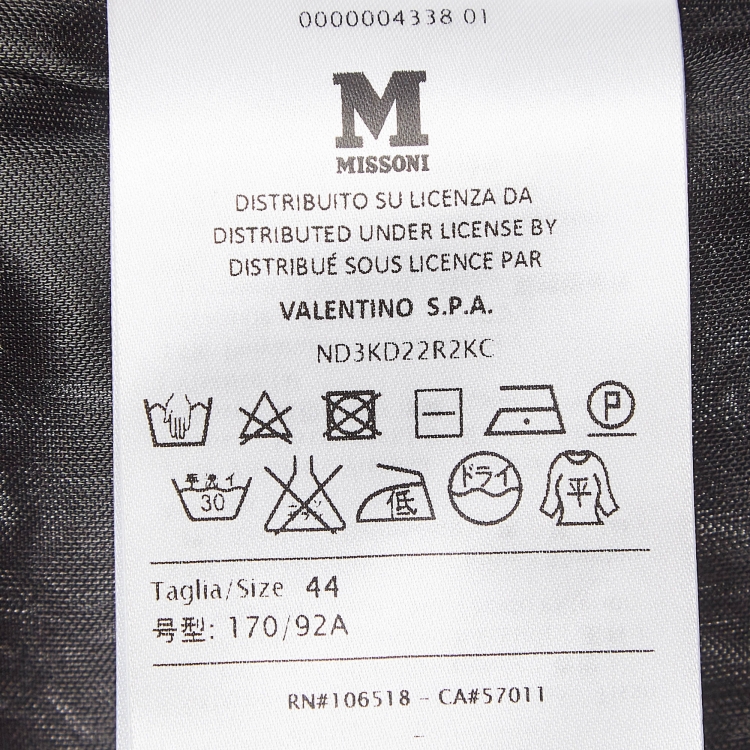 0000004338 01
M
MISSONI
DISTRIBUITO SU LICENZA DA
DISTRIBUTED UNDER LICENSE BY
DISTRIBUÉ SOUS LICENCE PAR
VALENTINO S.P.A.
ND3KD22R2KC
P
手洗イ 30 低 ドライ 平
Taglia/Size 44
号型: 170/92A
RN#106518 - CA#57011